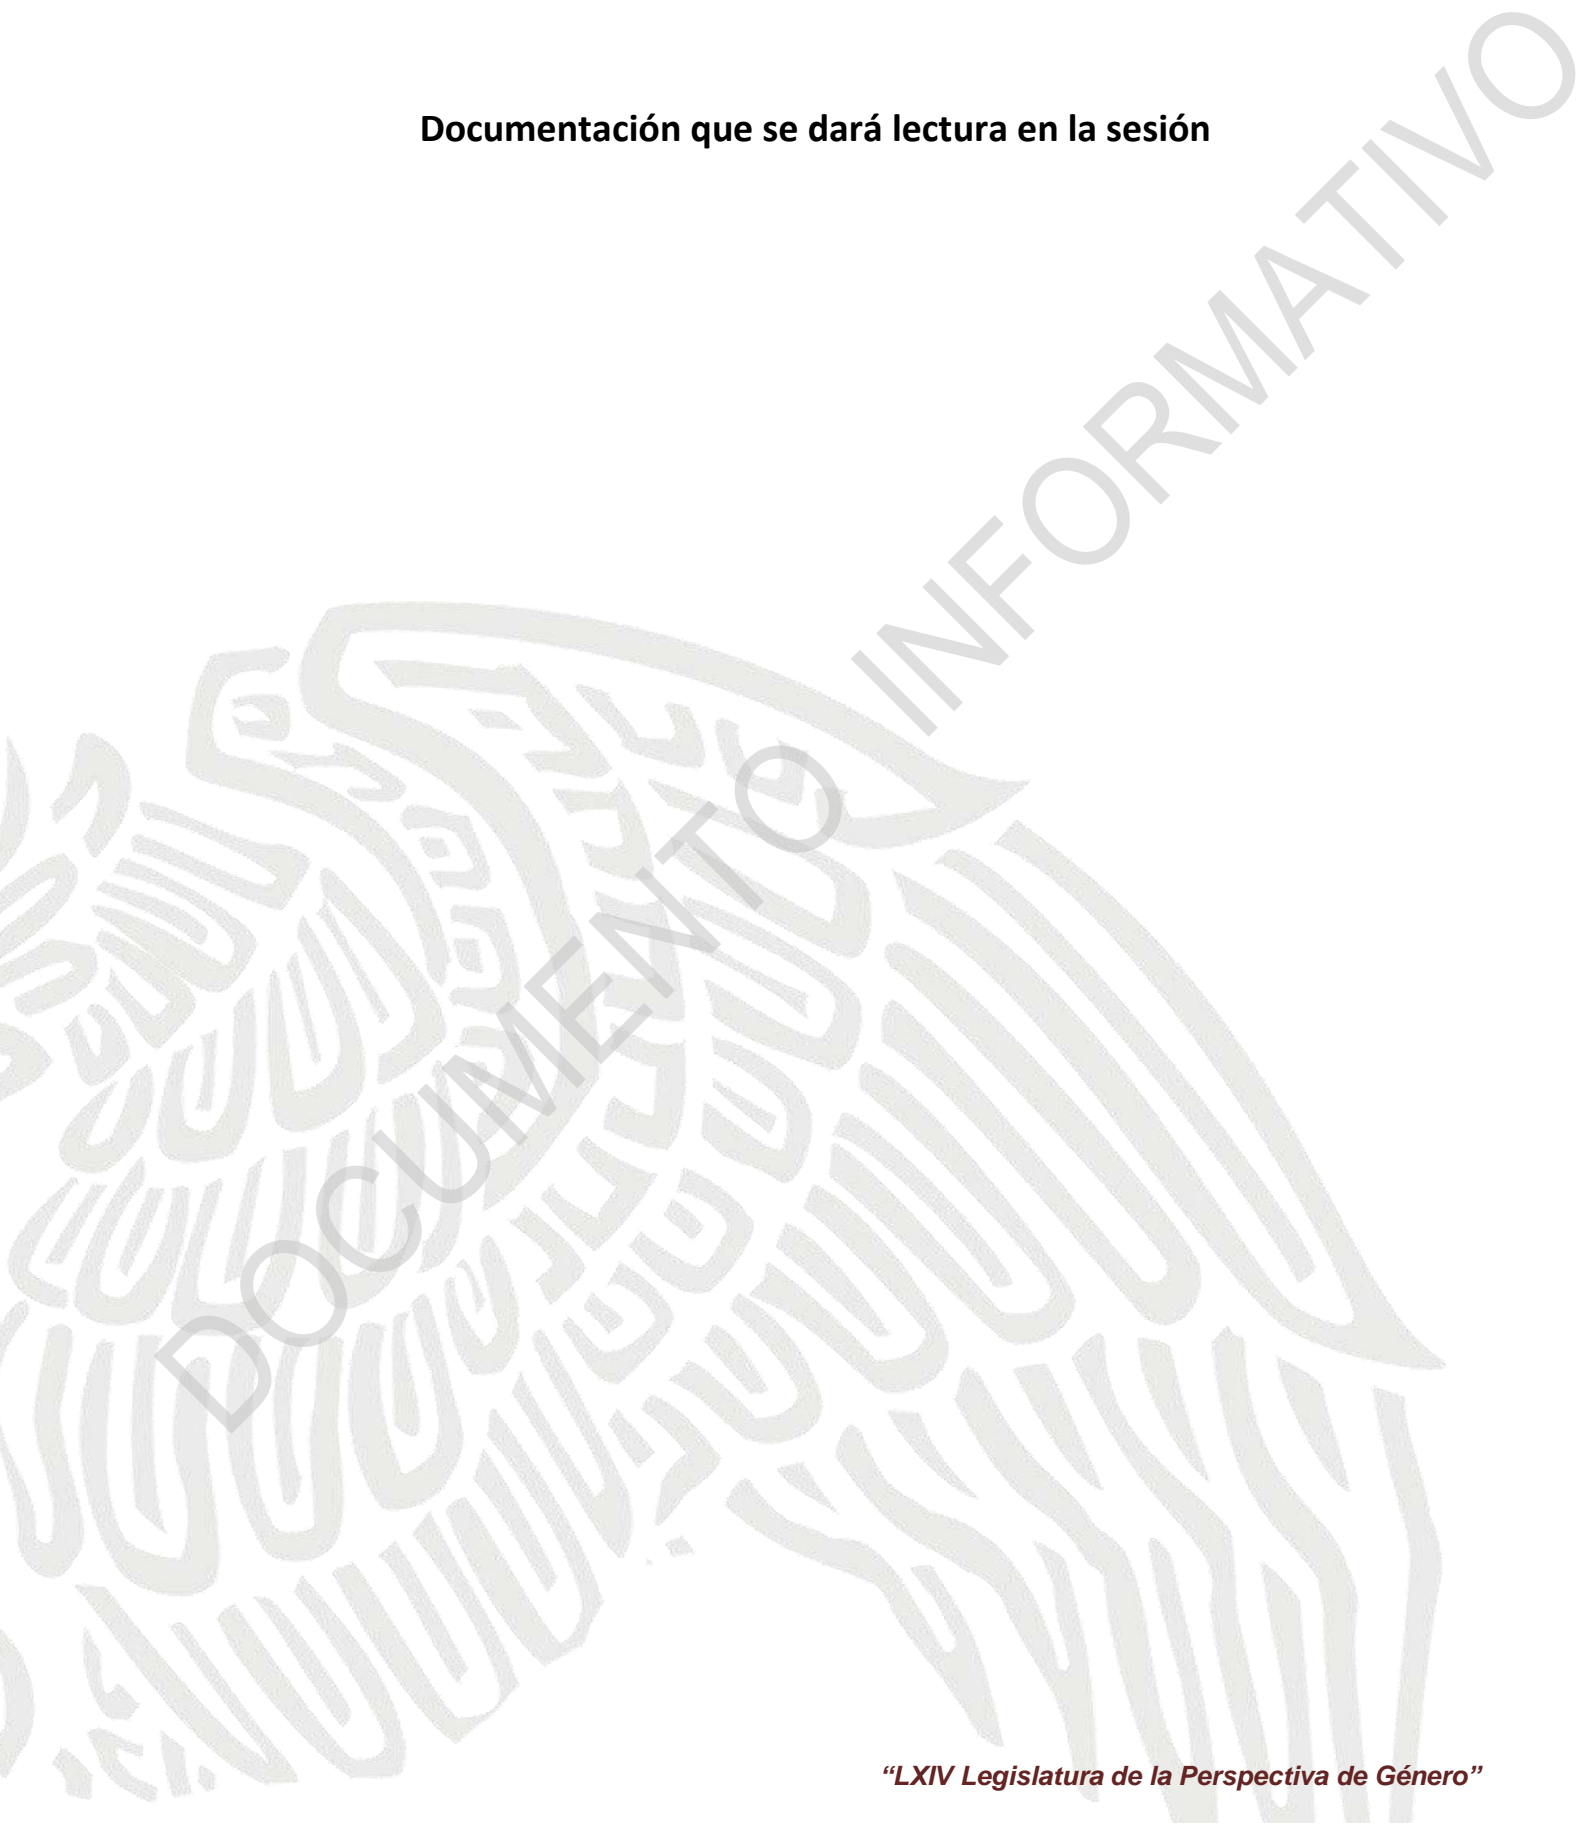 Documentación que se dará lectura en la sesión
DOCUMENTO INFORMATIVO
“LXIV Legislatura de la Perspectiva de Género”